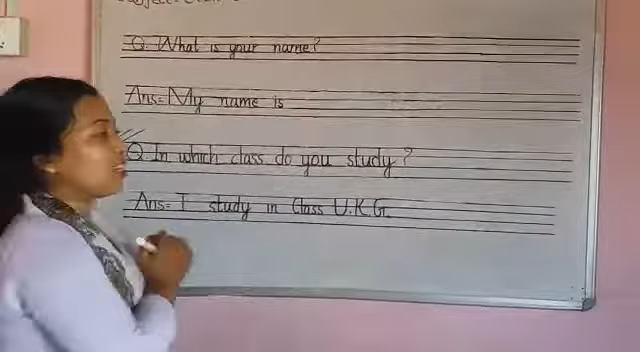 Q. What is your name?
Ans= My name is
Q In which class do you study?
Ans= I study in Class U.K.G.